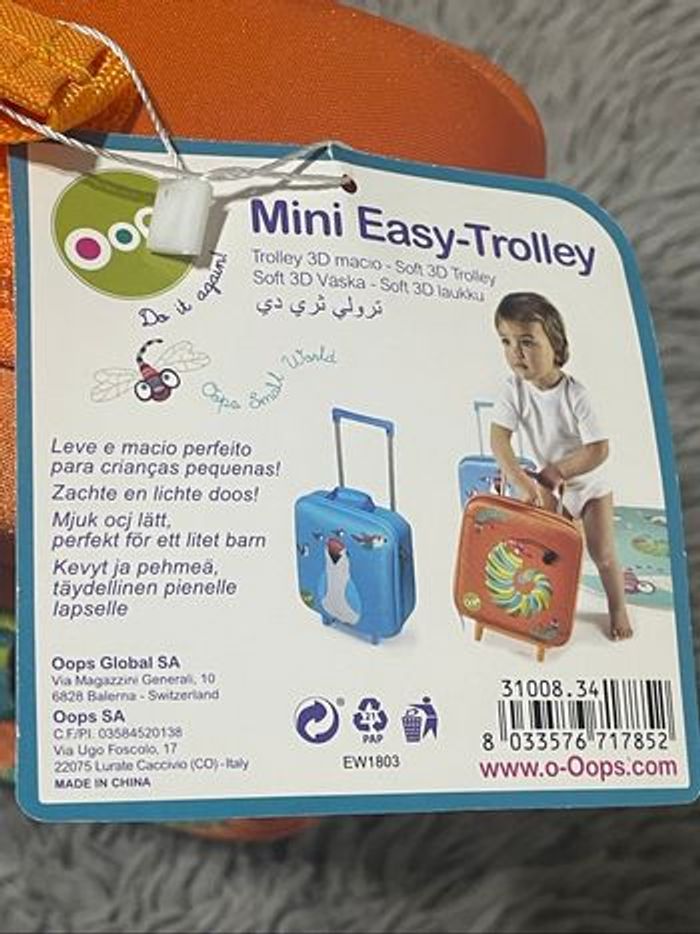 Oops
Mini Easy-Trolley
Trolley 3D macio - Soft 3D Trolley
Soft 3D Vaska - Soft 3D laukku
ترولي ثري دي
Do it again!
Oops Small World
Leve e macio perfeito
para crianças pequenas!
Zachte en lichte doos!
Mjuk ocj lätt,
perfekt för ett litet barn
Kevyt ja pehmeä,
täydellinen pienelle
lapselle
Oops Global SA
Via Magazzini Generali, 10
6828 Balerna - Switzerland
Oops SA
C.F/PI. 03584520138
Via Ugo Foscolo, 17
22075 Lurate Caccivio (CO)-Italy
MADE IN CHINA
®
21
PAP
EW1803
31008.34
8 033576 717852
www.o-Oops.com